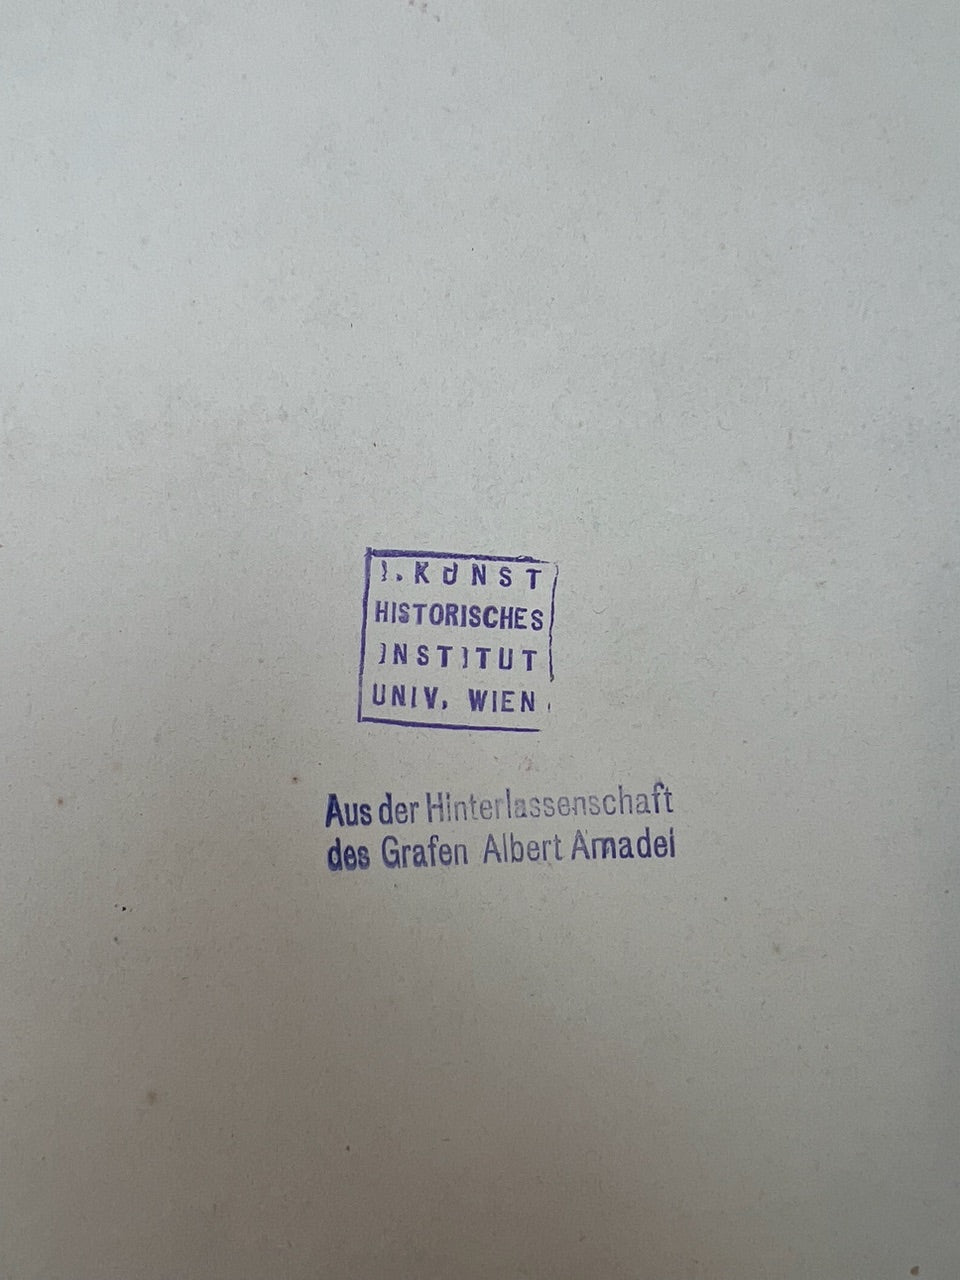 I. KUNST
HISTORISCHES
INSTITUT
UNIV. WIEN.
Aus der Hinterlassenschaft
des Grafen Albert Amadei